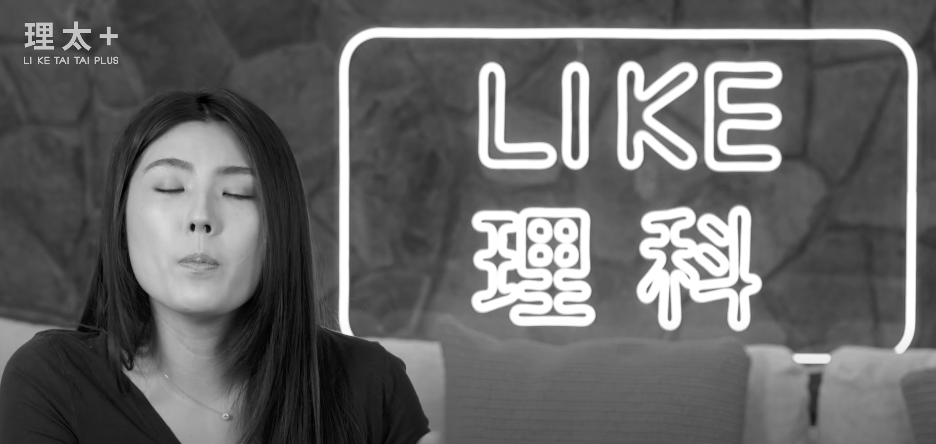 理太+
LI KE TAI TAI PLUS
LIKE
理科